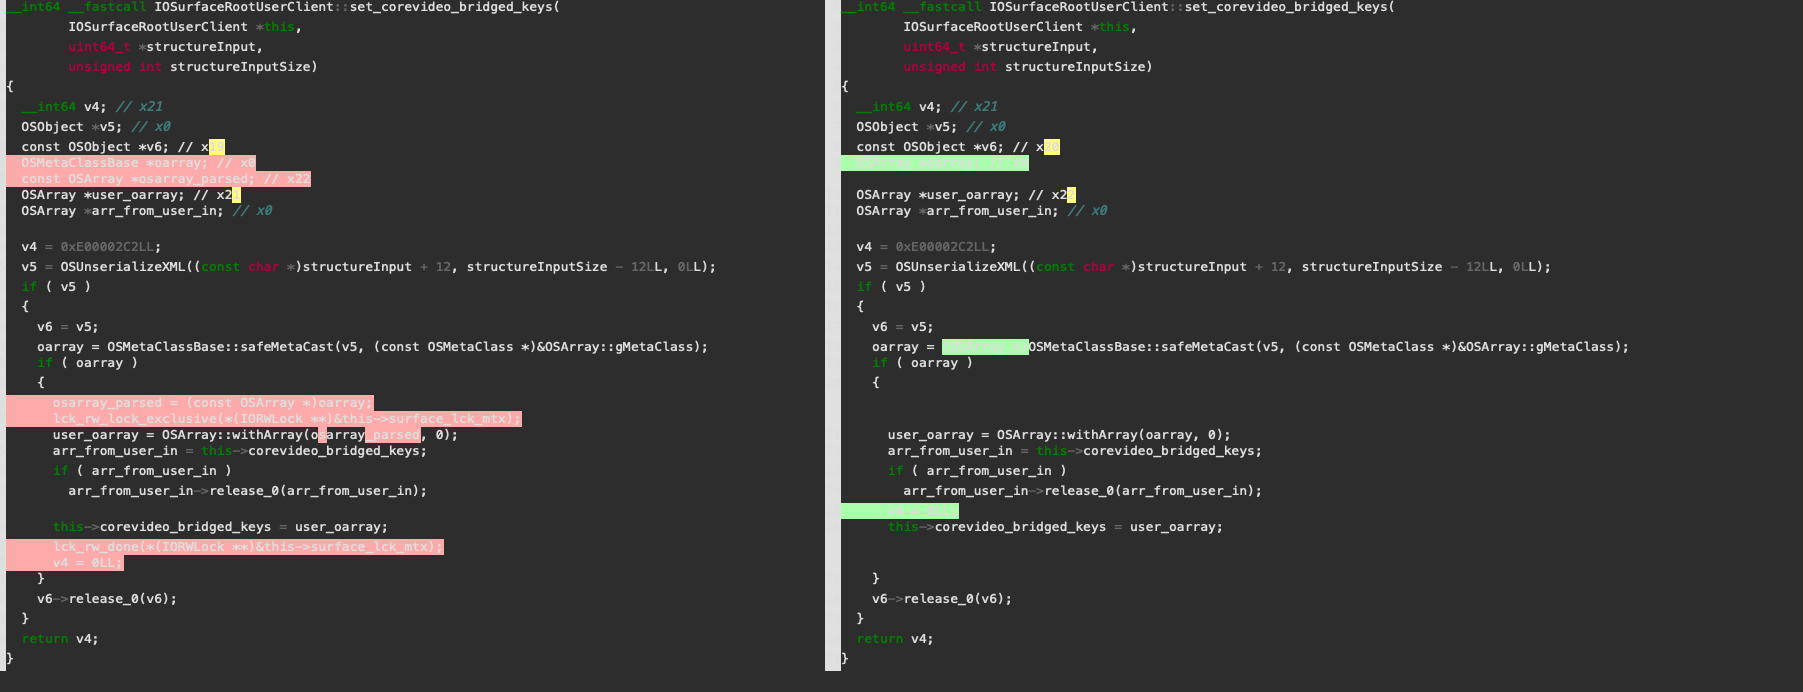 __int64 __fastcall IOSurfaceRootUserClient::set_corevideo_bridged_keys(
IOSurfaceRootUserClient *this,
uint64_t *structureInput,
unsigned int structureInputSize)
{
__int64 v4; // x21
OSObject *v5; // x0
const OSObject *v6; // x19
OSMetaClassBase *oarray; // x0
const OSArray *osarray_parsed; // x22
OSArray *user_oarray; // x2
OSArray *arr_from_user_in; // x0
v4 = 0xE00002C2LL;
v5 = OSUnserializeXML((const char *)structureInput + 12, structureInputSize - 12LL, 0LL);
if ( v5 )
{
v6 = v5;
oarray = OSMetaClassBase::safeMetaCast(v5, (const OSMetaClass *)&OSArray::gMetaClass);
if ( oarray )
{
osarray_parsed = (const OSArray *)oarray;
lck_rw_lock_exclusive(*(IORWLock **)&this->surface_lck_mtx);
user_oarray = OSArray::withArray(osarray_parsed, 0);
arr_from_user_in = this->corevideo_bridged_keys;
if ( arr_from_user_in )
arr_from_user_in->release_0(arr_from_user_in);
this->corevideo_bridged_keys = user_oarray;
lck_rw_done(*(IORWLock **)&this->surface_lck_mtx);
v4 = 0LL;
}
v6->release_0(v6);
}
return v4;
}
__int64 __fastcall IOSurfaceRootUserClient::set_corevideo_bridged_keys(
IOSurfaceRootUserClient *this,
uint64_t *structureInput,
unsigned int structureInputSize)
{
__int64 v4; // x21
OSObject *v5; // x0
const OSObject *v6; // x20
OSArray *user_oarray; // x2
OSArray *arr_from_user_in; // x0
v4 = 0xE00002C2LL;
v5 = OSUnserializeXML((const char *)structureInput + 12, structureInputSize - 12LL, 0LL);
if ( v5 )
{
v6 = v5;
oarray = OSMetaClassBase::safeMetaCast(v5, (const OSMetaClass *)&OSArray::gMetaClass);
if ( oarray )
{
user_oarray = OSArray::withArray(oarray, 0);
arr_from_user_in = this->corevideo_bridged_keys;
if ( arr_from_user_in )
arr_from_user_in->release_0(arr_from_user_in);
this->corevideo_bridged_keys = user_oarray;
}
v6->release_0(v6);
}
return v4;
}